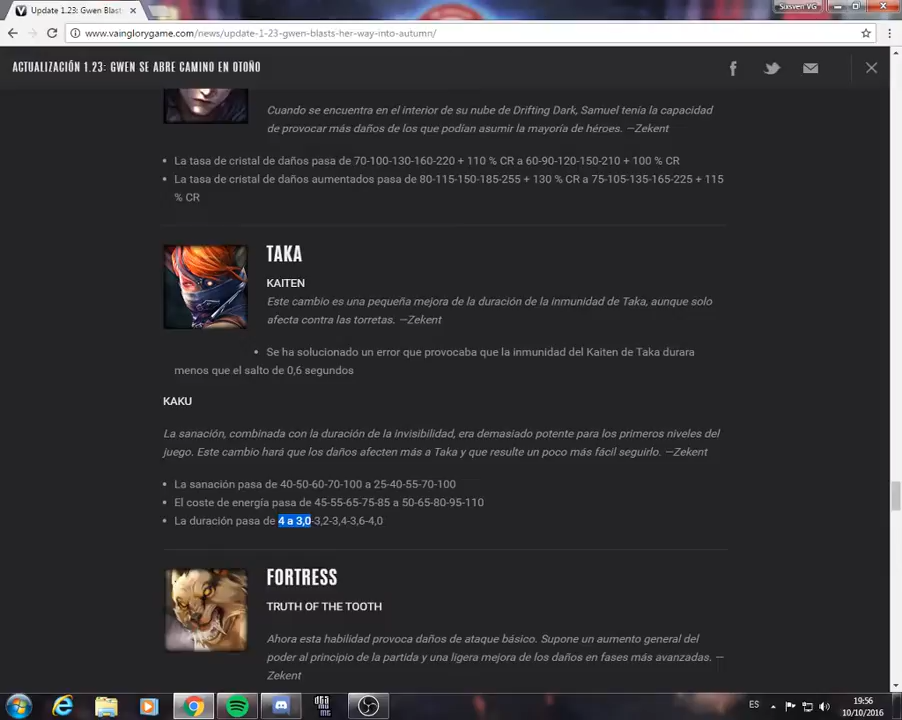 Update 1.23: Gwen Blast
Sixsven VG
www.vainglorygame.com/news/update-1-23-gwen-blasts-her-way-into-autumn/
ACTUALIZACIÓN 1.23: GWEN SE ABRE CAMINO EN OTOÑO
Cuando se encuentra en el interior de su nube de Drifting Dark, Samuel tenía la capacidad
de provocar más daños de los que podían asumir la mayoría de héroes. —Zekent
• La tasa de cristal de daños pasa de 70-100-130-160-220 + 110 % CR a 60-90-120-150-210 + 100 % CR
• La tasa de cristal de daños aumentados pasa de 80-115-150-185-255 + 130 % CR a 75-105-135-165-225 + 115
% CR
TAKA
KAITEN
Este cambio es una pequeña mejora de la duración de la inmunidad de Taka, aunque solo
afecta contra las torretas. —Zekent
• Se ha solucionado un error que provocaba que la inmunidad del Kaiten de Taka durara
menos que el salto de 0,6 segundos
KAKU
La sanación, combinada con la duración de la invisibilidad, era demasiado potente para los primeros niveles del
juego. Este cambio hará que los daños afecten más a Taka y que resulte un poco más fácil seguirlo. —Zekent
• La sanación pasa de 40-50-60-70-100 a 25-40-55-70-100
• El coste de energía pasa de 45-55-65-75-85 a 50-65-80-95-110
• La duración pasa de 4 a 3,0-3,2-3,4-3,6-4,0
FORTRESS
TRUTH OF THE TOOTH
Ahora esta habilidad provoca daños de ataque básico. Supone un aumento general del
poder al principio de la partida y una ligera mejora de los daños en fases más avanzadas. —
Zekent
ES
19:56
10/10/2016